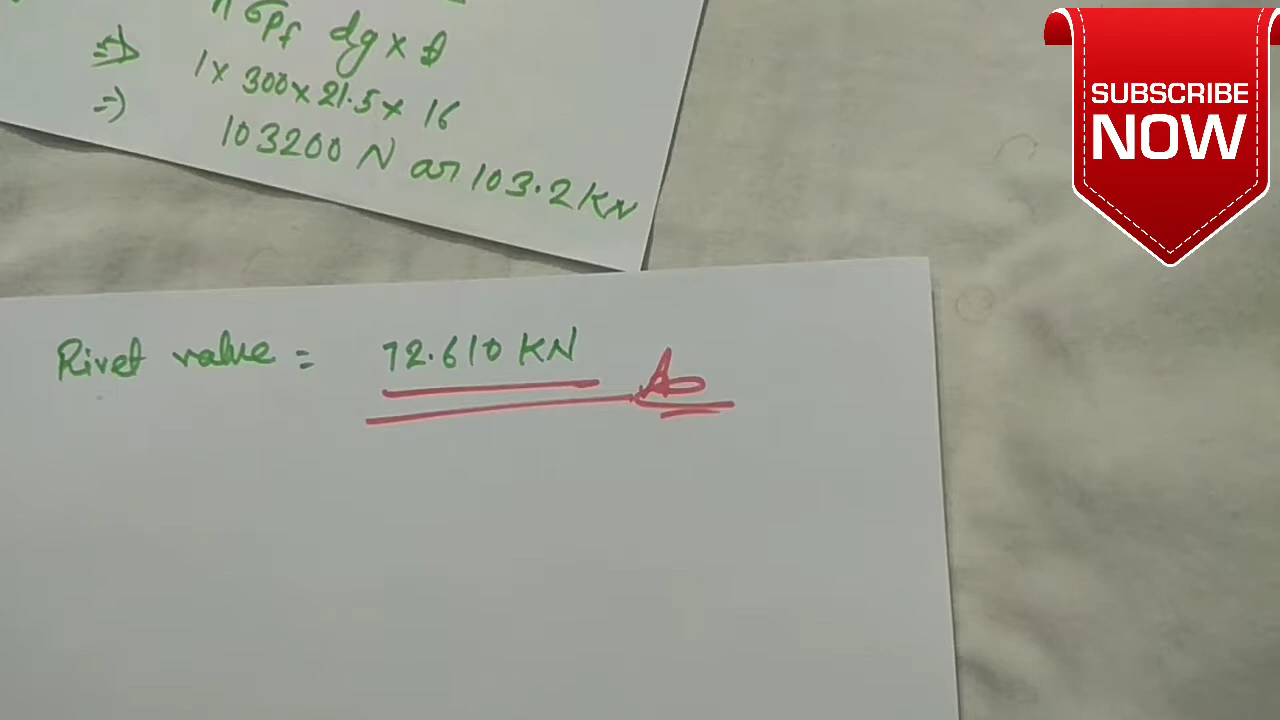 n σpf dg × t
=> 1 × 300 × 21.5 × 16
=> 103200 N or 103.2 KN
Rivet value = 72.610 KN
SUBSCRIBE
NOW